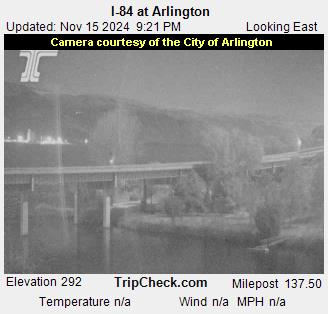 I-84 at Arlington
Updated: Nov 15 2024 9:21 PM Looking East
Camera courtesy of the City of Arlington
Elevation 292 TripCheck.com Milepost 137.50
Temperature n/a Wind n/a MPH n/a